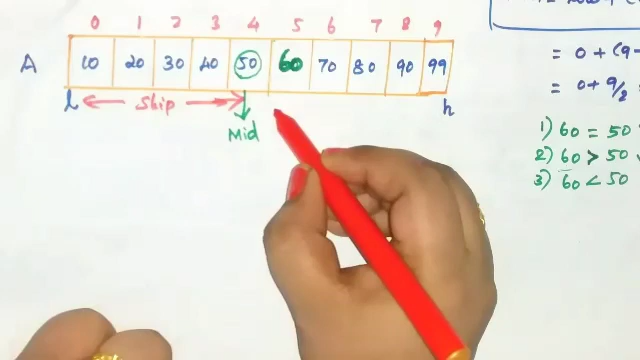 0 1 2 3 4 5 6 7 8 9
A 10 20 30 40 50 60 70 80 90 99
l Skip h
Mid
= 0 + (9-
= 0 + 9/2 =
1) 60 = 50
2) 60 > 50
3) 60 < 50